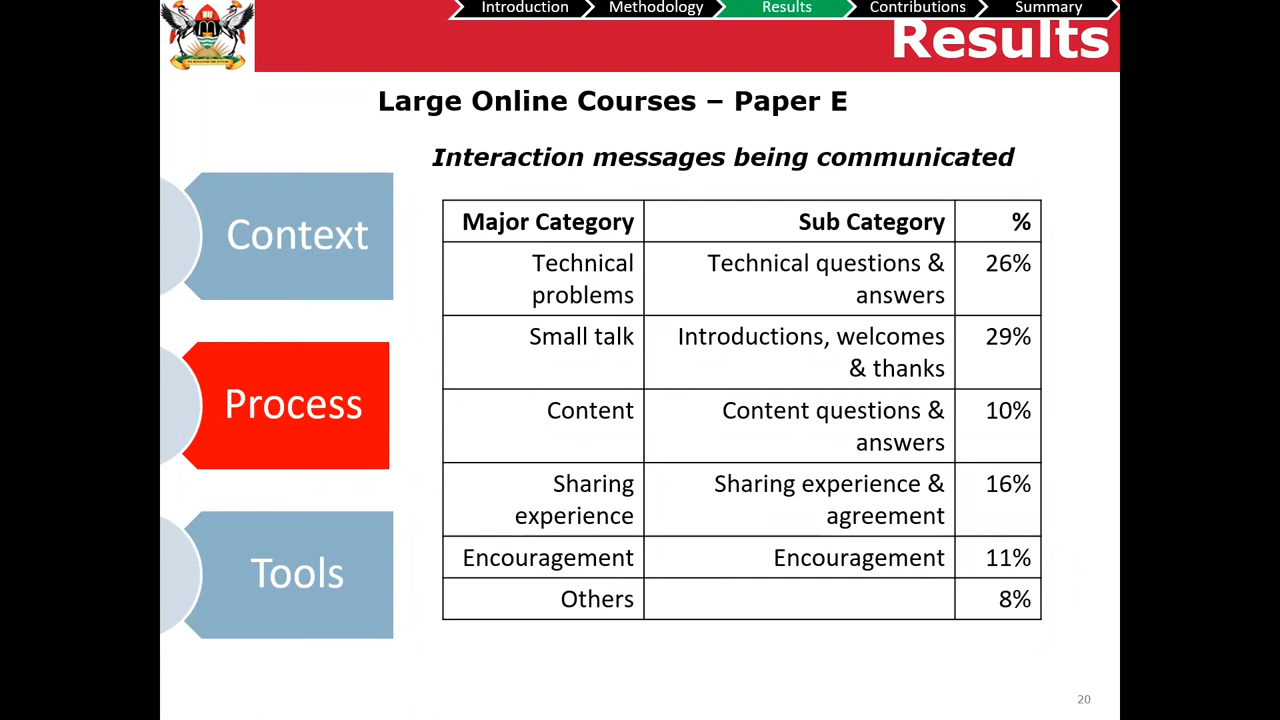 Introduction Methodology Results Contributions Summary
Results
Large Online Courses – Paper E
Interaction messages being communicated
Context
Process
Tools
Major Category Sub Category %
Technical problems Technical questions & answers 26%
Small talk Introductions, welcomes & thanks 29%
Content Content questions & answers 10%
Sharing experience Sharing experience & agreement 16%
Encouragement Encouragement 11%
Others 8%
20